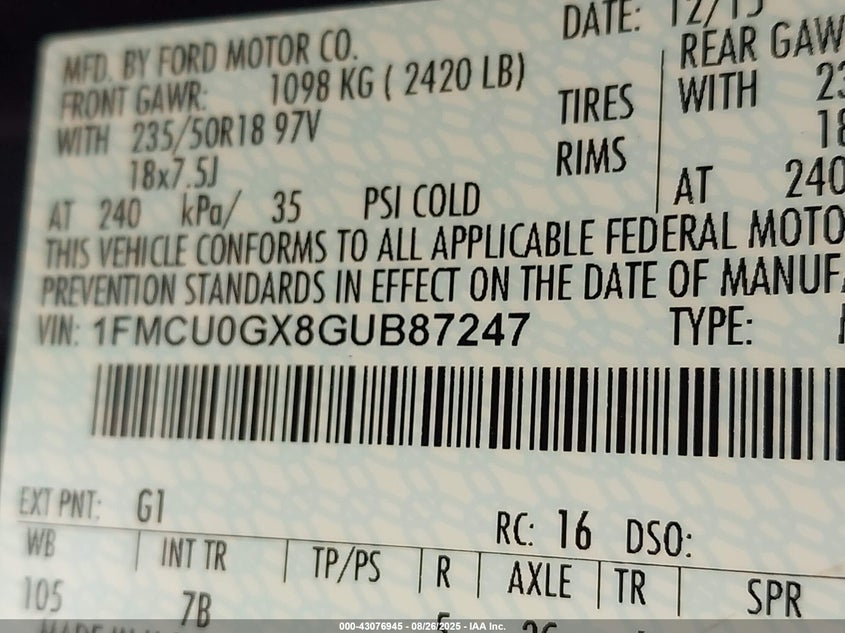 DATE: 12/15
MFD. BY FORD MOTOR CO.
FRONT GAWR: 1098 KG ( 2420 LB) REAR GAW
WITH 235/50R18 97V TIRES WITH
18x7.5J RIMS 18
AT 240 kPa/ 35 PSI COLD AT 240
THIS VEHICLE CONFORMS TO ALL APPLICABLE FEDERAL MOTO
PREVENTION STANDARDS IN EFFECT ON THE DATE OF MANUF
VIN: 1FMCU0GX8GUB87247 TYPE:
EXT PNT: G1 RC: 16 DSO:
WB INT TR TP/PS R AXLE TR SPR
105 7B
000-43076945 - 08/26/2025 - IAA Inc.